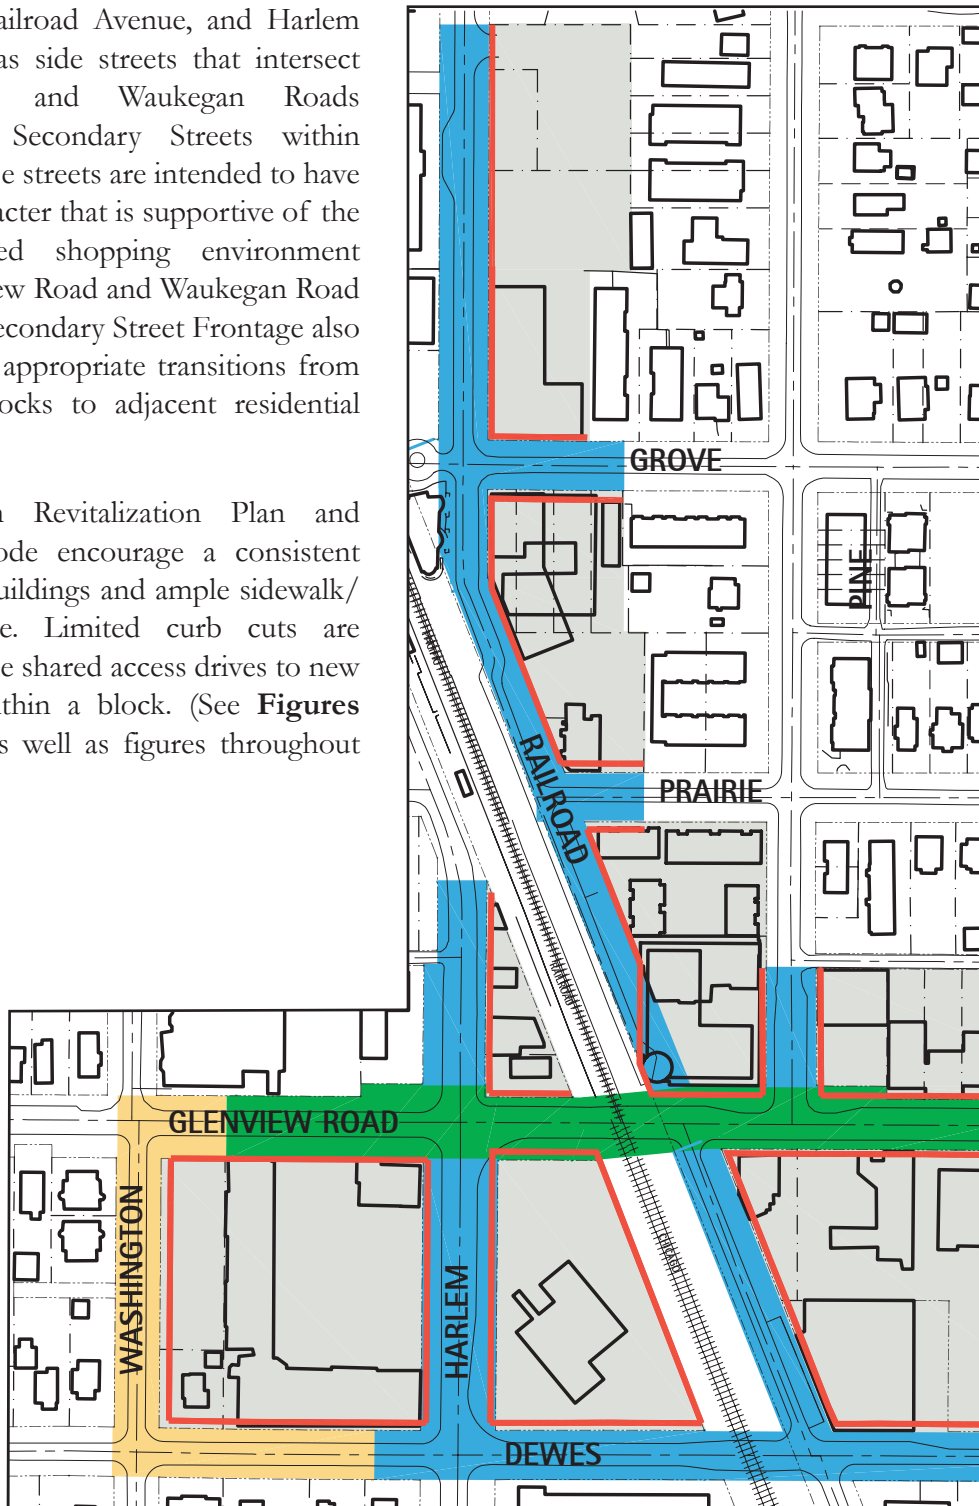 ailroad Avenue, and Harlem
as side streets that intersect
and Waukegan Roads
Secondary Streets within
e streets are intended to have
acter that is supportive of the
ed shopping environment
ew Road and Waukegan Road
econdary Street Frontage also
appropriate transitions from
ocks to adjacent residential
n Revitalization Plan and
ode encourage a consistent
uildings and ample sidewalk/
e. Limited curb cuts are
e shared access drives to new
ithin a block. (See Figures
s well as figures throughout
GROVE
PINE
RAILROAD
PRAIRIE
GLENVIEW ROAD
WASHINGTON
HARLEM
DEWES
CHICAGO